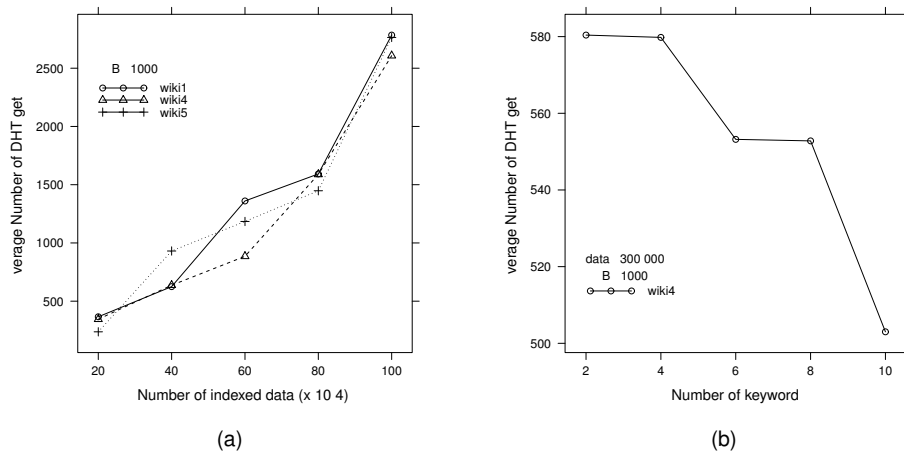 2500
2000
1500
1000
500
verage Number of DHT get
B 1000
wiki1
wiki4
wiki5
20 40 60 80 100
Number of indexed data (x 10 4)
(a)
580
560
540
520
500
verage Number of DHT get
data 300 000
B 1000
wiki4
2 4 6 8 10
Number of keyword
(b)